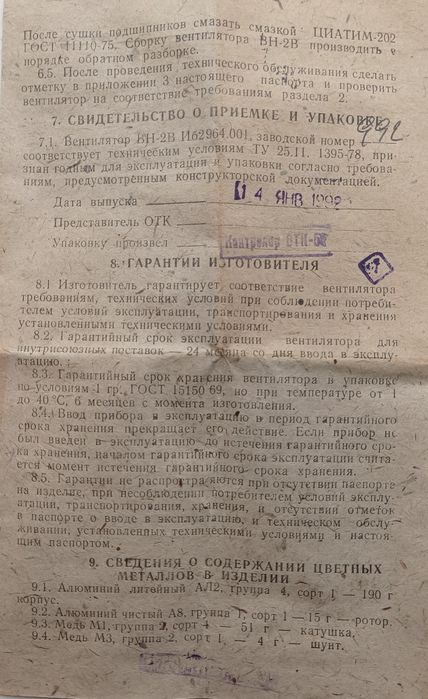 После сушки подшипников смазать смазкой ЦИАТИМ-202
ГОСТ 11110-75. Сборку вентилятора ВН-2В производить в
порядке обратном разборке.
6.5. После проведения технического обслуживания сделать
отметку в приложении 3 настоящего паспорта и проверить
вентилятор на соответствие требованиям раздела 2.
7. СВИДЕТЕЛЬСТВО О ПРИЕМКЕ И УПАКОВКЕ
992
7.1. Вентилятор ВН-2В Иб2964.001, заводской номер
соответствует техническим условиям ТУ 25.11. 1395-78, приз-
нан годным для эксплуатации и упаковки согласно требова-
ниям, предусмотренным конструкторской документацией.
Дата выпуска 14 ЯНВ 1992
Представитель ОТК
Упаковку произвел Контролер ОТК-58
8. ГАРАНТИИ ИЗГОТОВИТЕЛЯ
8.1 Изготовитель гарантирует соответствие вентилятора
требованиям, технических условий при соблюдении потреби-
телем условий эксплуатации, транспортирования и хранения
установленными техническими условиями.
8.2. Гарантийный срок эксплуатации вентилятора для
внутрисоюзных поставок — 24 месяца со дня ввода в эксплу-
атацию.
8.3. Гарантийный срок хранения вентилятора в упаковке
по условиям 1 гр. ГОСТ 15150 69, но при температуре от 1
до 40 °С, 6 месяцев с момента изготовления.
8.4. Ввод прибора в эксплуатацию в период гарантийного
срока хранения прекращает его действие. Если прибор не
был введен в эксплуатацию до истечения гарантийного сро-
ка хранения, началом гарантийного срока эксплуатации счита-
ется момент истечения гарантийного срока хранения.
8.5. Гарантии не распространяются при отсутствии паспорта
на изделие, при несоблюдении потребителем условий эксплу-
атации, транспортирования, хранения, и отсутствии отметок
в паспорте о вводе в эксплуатацию, и техническом обслу-
живании, установленных техническими условиями и настоя-
щим паспортом.
9. СВЕДЕНИЯ О СОДЕРЖАНИИ ЦВЕТНЫХ
МЕТАЛЛОВ В ИЗДЕЛИИ
9.1. Алюминий литейный АЛ2, группа 4, сорт 1 — 190 г
корпус.
9.2. Алюминий чистый А8, группа 1, сорт 1 — 15 г — ротор.
9.3. Медь М1, группа 2, сорт 4 — 51 г — катушка,
9.4. Медь М3, группа 2, сорт 1, — 4 г — шунт.